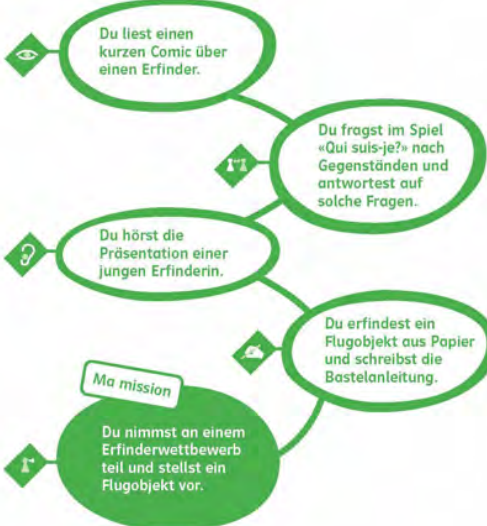 Du liest einen
kurzen Comic über
einen Erfinder.
Du fragst im Spiel
«Qui suis-je?» nach
Gegenständen und
antwortest auf
solche Fragen.
Du hörst die
Präsentation einer
jungen Erfinderin.
Du erfindest ein
Flugobjekt aus Papier
und schreibst die
Bastelanleitung.
Ma mission
Du nimmst an einem
Erfinderwettbewerb
teil und stellst ein
Flugobjekt vor.